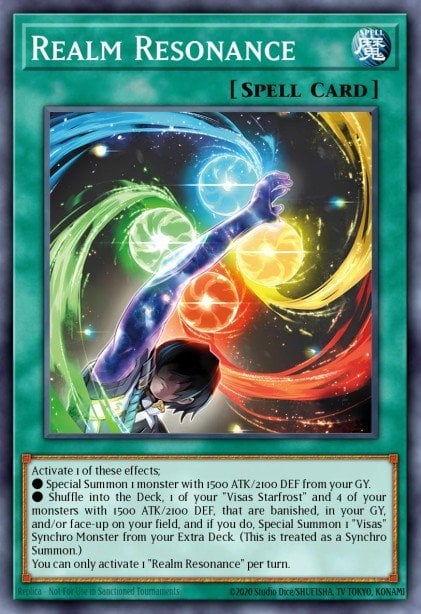 REALM RESONANCE
SPELL
魔
[SPELL CARD]
Activate 1 of these effects;
● Special Summon 1 monster with 1500 ATK/2100 DEF from your GY.
● Shuffle into the Deck, 1 of your "Visas Starfrost" and 4 of your
monsters with 1500 ATK/2100 DEF, that are banished, in your GY,
and/or face-up on your field, and if you do, Special Summon 1 "Visas"
Synchro Monster from your Extra Deck. (This is treated as a Synchro
Summon.)
You can only activate 1 "Realm Resonance" per turn.
Replica - Not For Use in Sanctioned Tournaments
©2020 Studio Dice/SHUEISHA, TV TOKYO, KONAMI